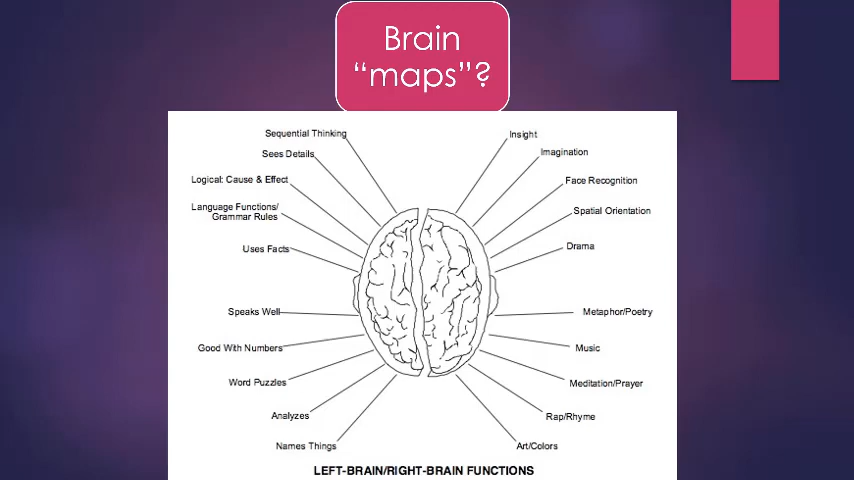 Brain
“maps”?
Sequential Thinking
Sees Details
Logical: Cause & Effect
Language Functions/
Grammar Rules
Uses Facts
Speaks Well
Good With Numbers
Word Puzzles
Analyzes
Names Things
Insight
Imagination
Face Recognition
Spatial Orientation
Drama
Metaphor/Poetry
Music
Meditation/Prayer
Rap/Rhyme
Art/Colors
LEFT-BRAIN/RIGHT-BRAIN FUNCTIONS